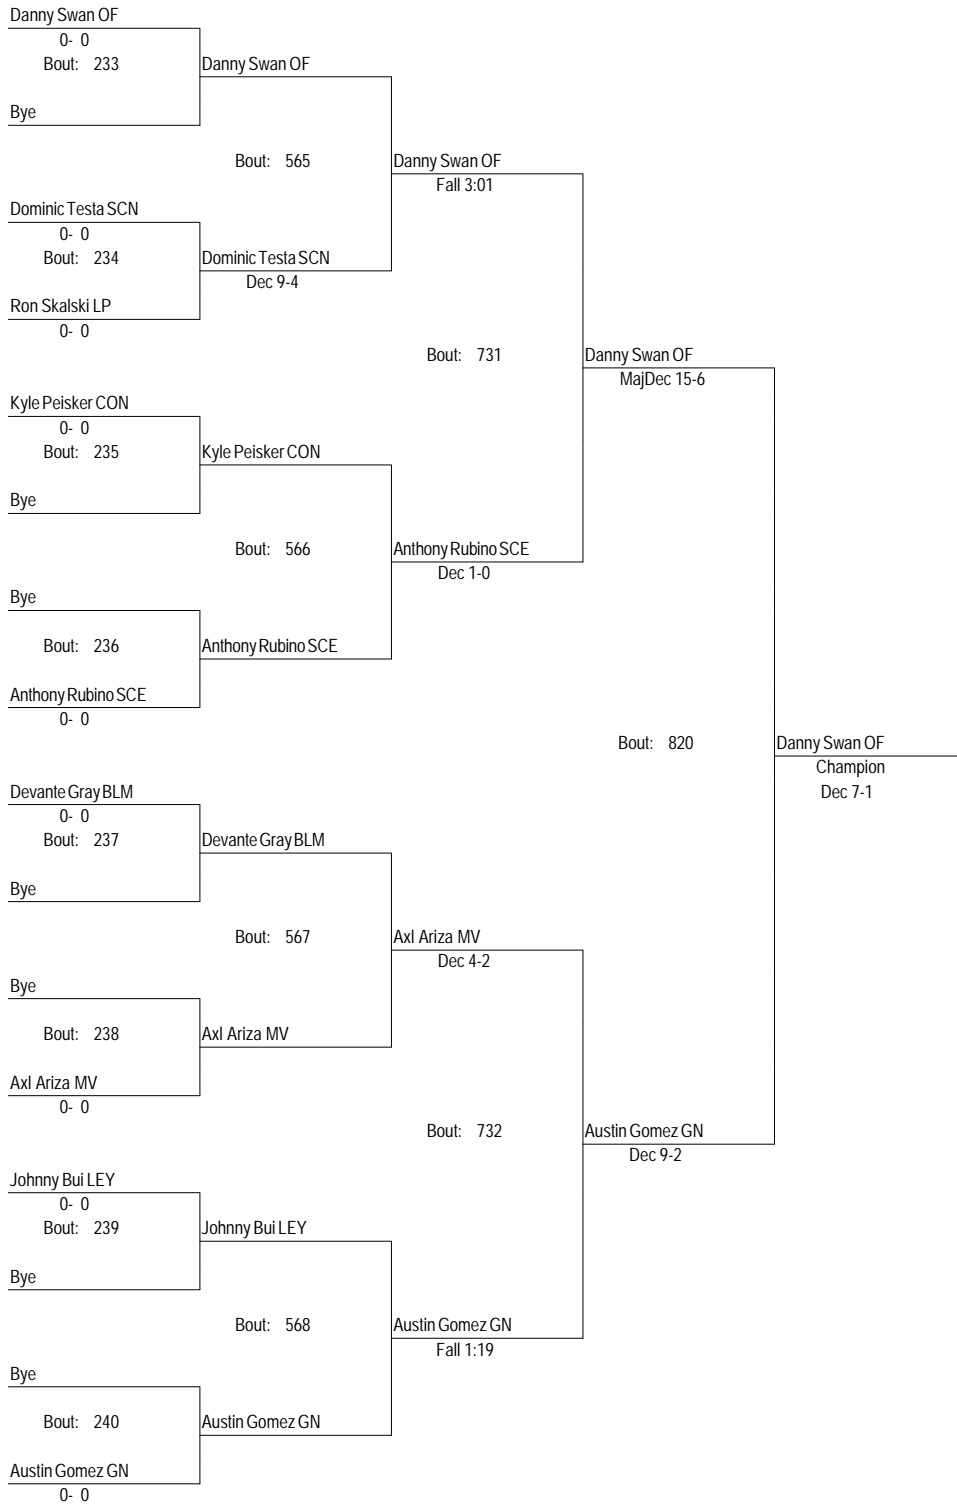 Danny Swan OF
0- 0
Bout: 233
Danny Swan OF
Bye
Bout: 565
Danny Swan OF
Fall 3:01
Dominic Testa SCN
0- 0
Bout: 234
Dominic Testa SCN
Dec 9-4
Ron Skalski LP
0- 0
Bout: 731
Danny Swan OF
MajDec 15-6
Kyle Peisker CON
0- 0
Bout: 235
Kyle Peisker CON
Bye
Bout: 566
Anthony Rubino SCE
Dec 1-0
Bye
Bout: 236
Anthony Rubino SCE
Anthony Rubino SCE
0- 0
Bout: 820
Danny Swan OF
Champion
Dec 7-1
Devante Gray BLM
0- 0
Bout: 237
Devante Gray BLM
Bye
Bout: 567
Axl Ariza MV
Dec 4-2
Bye
Bout: 238
Axl Ariza MV
Axl Ariza MV
0- 0
Bout: 732
Austin Gomez GN
Dec 9-2
Johnny Bui LEY
0- 0
Bout: 239
Johnny Bui LEY
Bye
Bout: 568
Austin Gomez GN
Fall 1:19
Bye
Bout: 240
Austin Gomez GN
Austin Gomez GN
0- 0